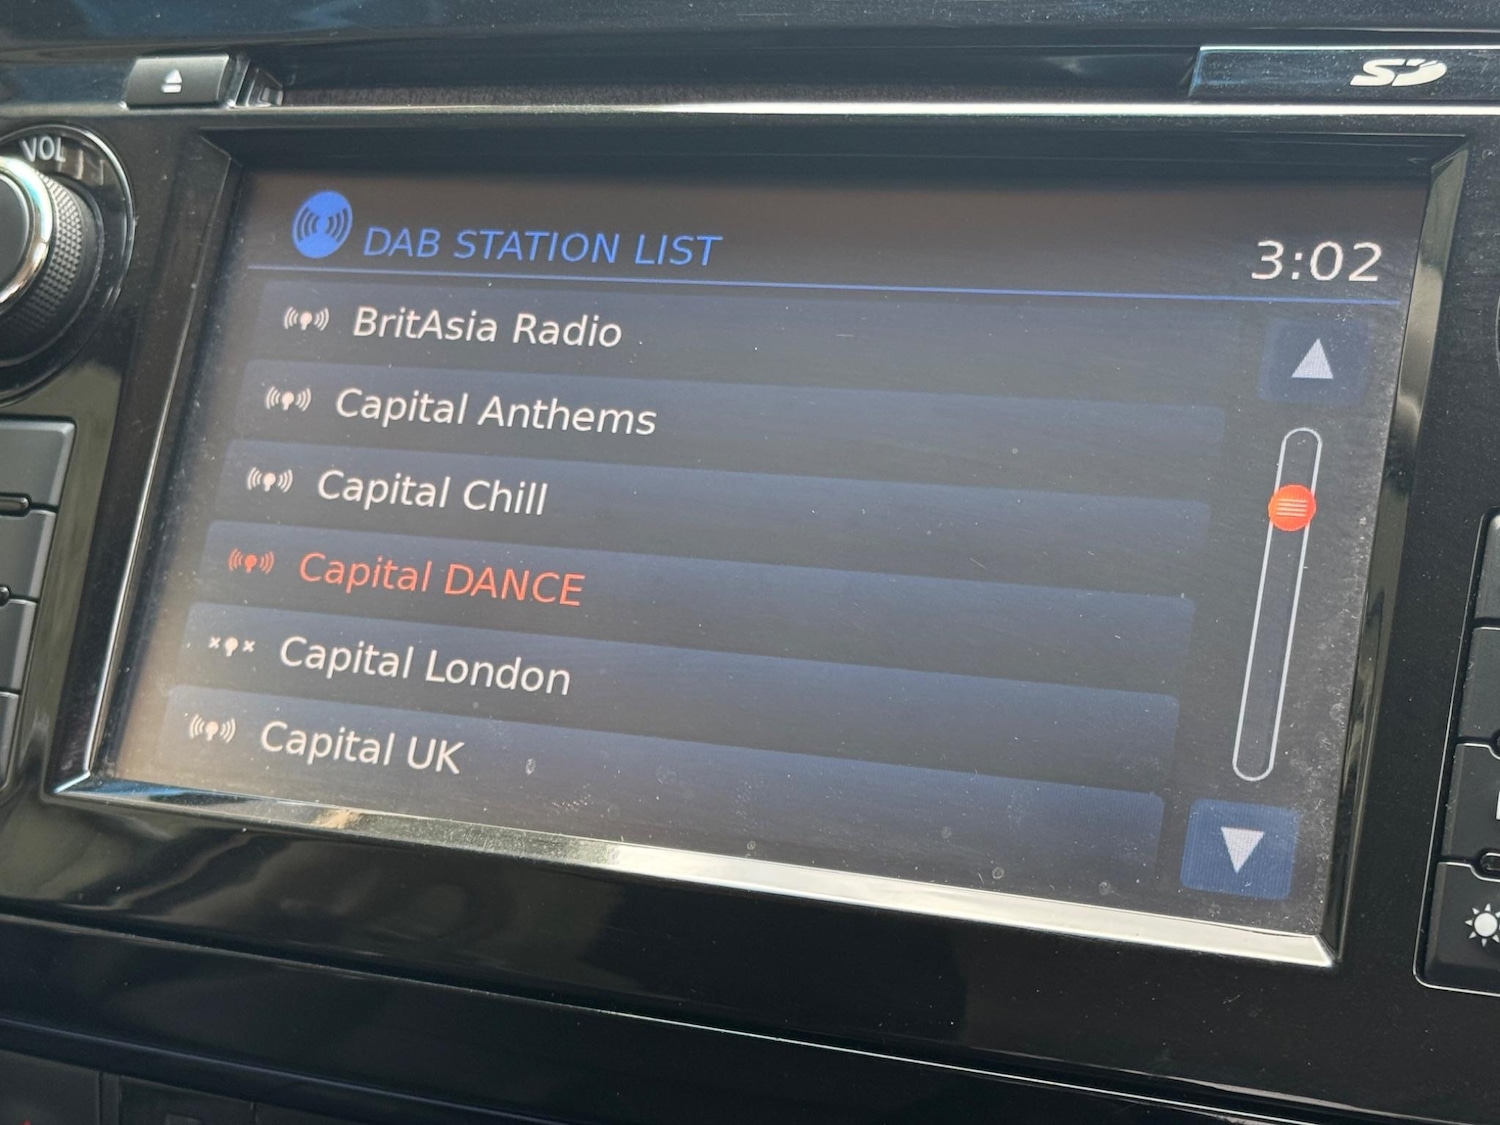 SD
VOL
DAB STATION LIST
3:02
BritAsia Radio
Capital Anthems
Capital Chill
Capital DANCE
Capital London
Capital UK